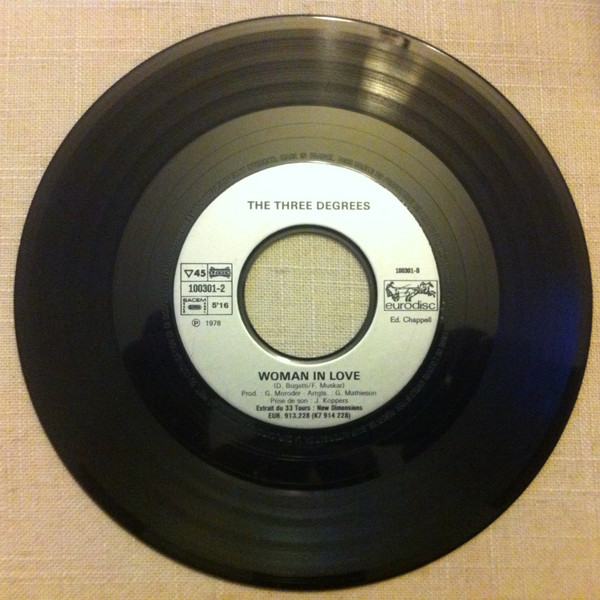 THE THREE DEGREES
▽45
100301-2
SACEM
5'16
Ⓟ 1978
100301-B
eurodisc
Ed. Chappell
WOMAN IN LOVE
(D. Bugatti/F. Muskar)
Prod. : G. Moroder - Arrgts. : G. Mathieson
Prise de son : J. Koppers
Extrait du 33 Tours : New Dimensions
EUR. 913.228 (K7 914 228)